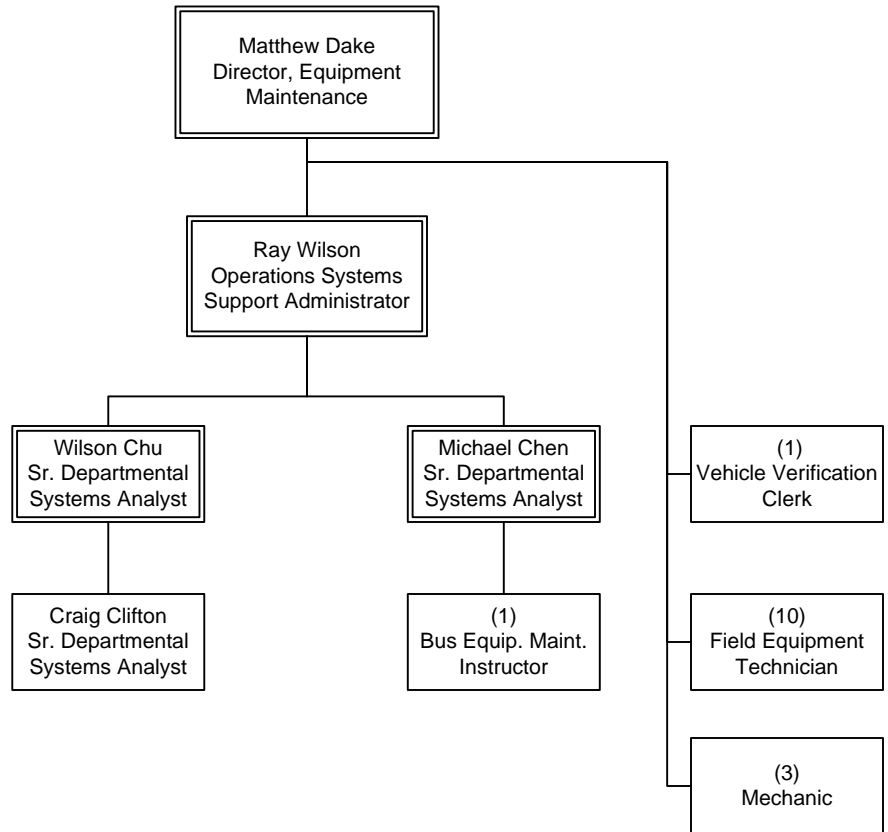 Matthew Dake
Director, Equipment
Maintenance
Ray Wilson
Operations Systems
Support Administrator
Wilson Chu
Sr. Departmental
Systems Analyst
Michael Chen
Sr. Departmental
Systems Analyst
(1)
Vehicle Verification
Clerk
Craig Clifton
Sr. Departmental
Systems Analyst
(1)
Bus Equip. Maint.
Instructor
(10)
Field Equipment
Technician
(3)
Mechanic